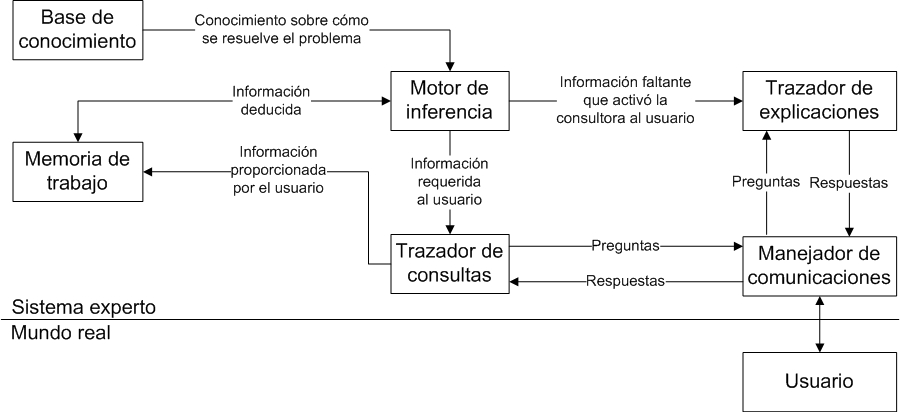 Base de
conocimiento
Conocimiento sobre cómo
se resuelve el problema
Información
deducida
Motor de
inferencia
Información faltante
que activó la
consultora al usuario
Trazador de
explicaciones
Memoria de
trabajo
Información
proporcionada
por el usuario
Información
requerida
al usuario
Preguntas
Respuestas
Trazador de
consultas
Preguntas
Respuestas
Manejador de
comunicaciones
Sistema experto
Mundo real
Usuario